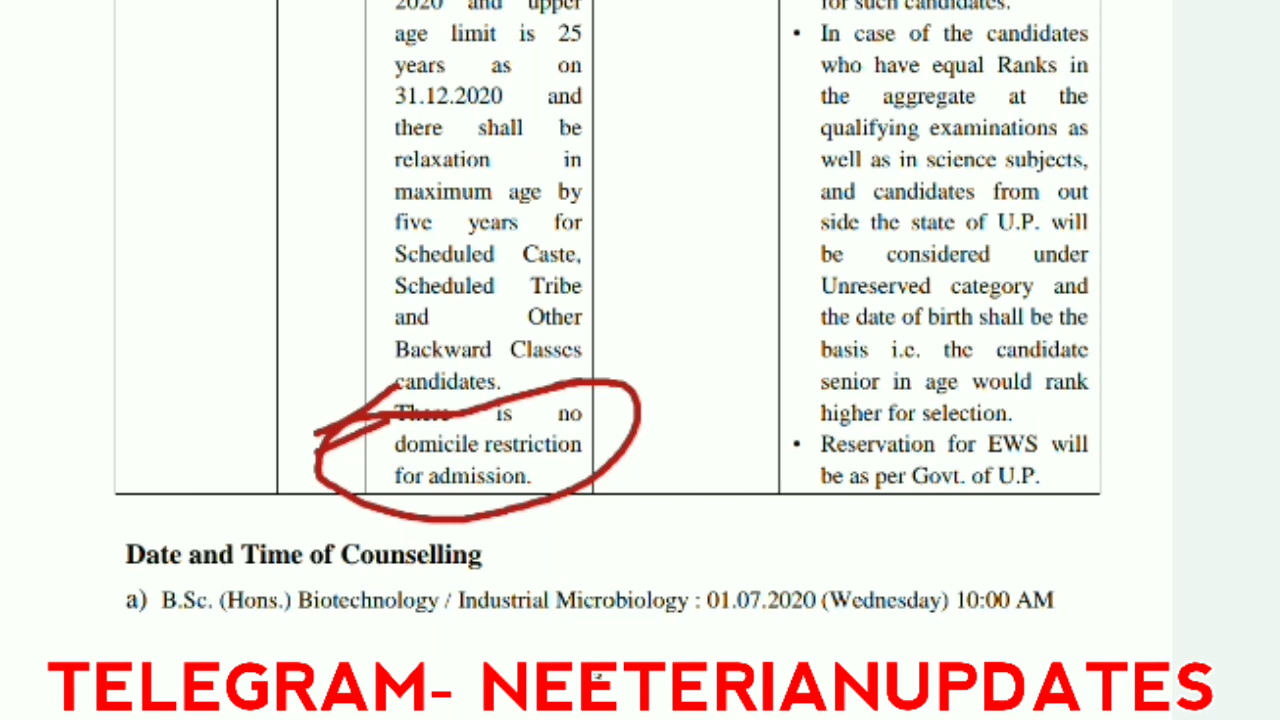 2020 and upper
age limit is 25
years as on
31.12.2020 and
there shall be
relaxation in
maximum age by
five years for
Scheduled Caste,
Scheduled Tribe
and Other
Backward Classes
candidates.
There is no
domicile restriction
for admission.
for such candidates.
• In case of the candidates
who have equal Ranks in
the aggregate at the
qualifying examinations as
well as in science subjects,
and candidates from out
side the state of U.P. will
be considered under
Unreserved category and
the date of birth shall be the
basis i.e. the candidate
senior in age would rank
higher for selection.
• Reservation for EWS will
be as per Govt. of U.P.
Date and Time of Counselling
a) B.Sc. (Hons.) Biotechnology / Industrial Microbiology : 01.07.2020 (Wednesday) 10:00 AM
TELEGRAM- NEETERIANUPDATES